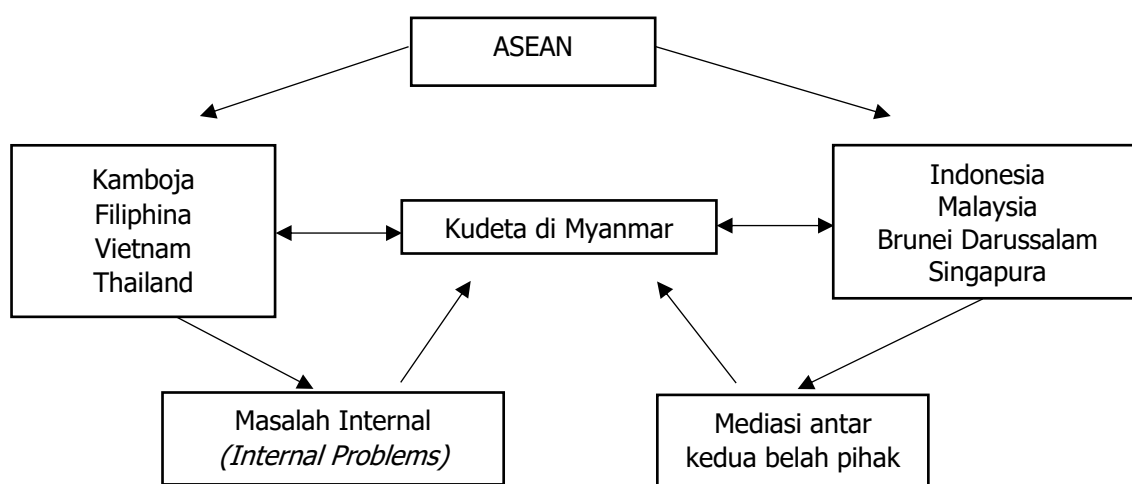 ASEAN
Kamboja
Filiphina
Vietnam
Thailand
Kudeta di Myanmar
Indonesia
Malaysia
Brunei Darussalam
Singapura
Masalah Internal
(Internal Problems)
Mediasi antar
kedua belah pihak